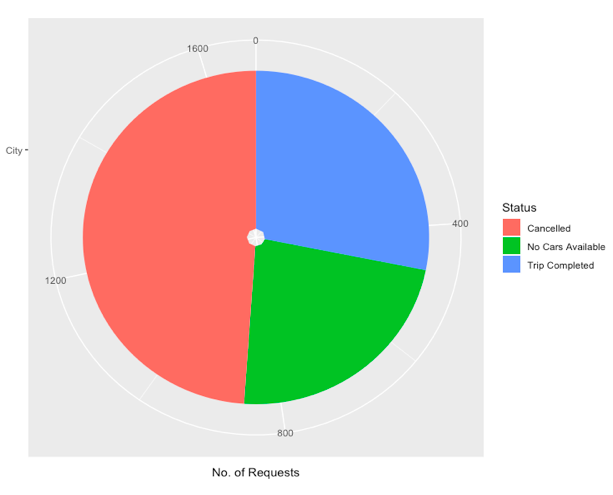 0
1600
City
400
1200
800
No. of Requests
Status
Cancelled
No Cars Available
Trip Completed